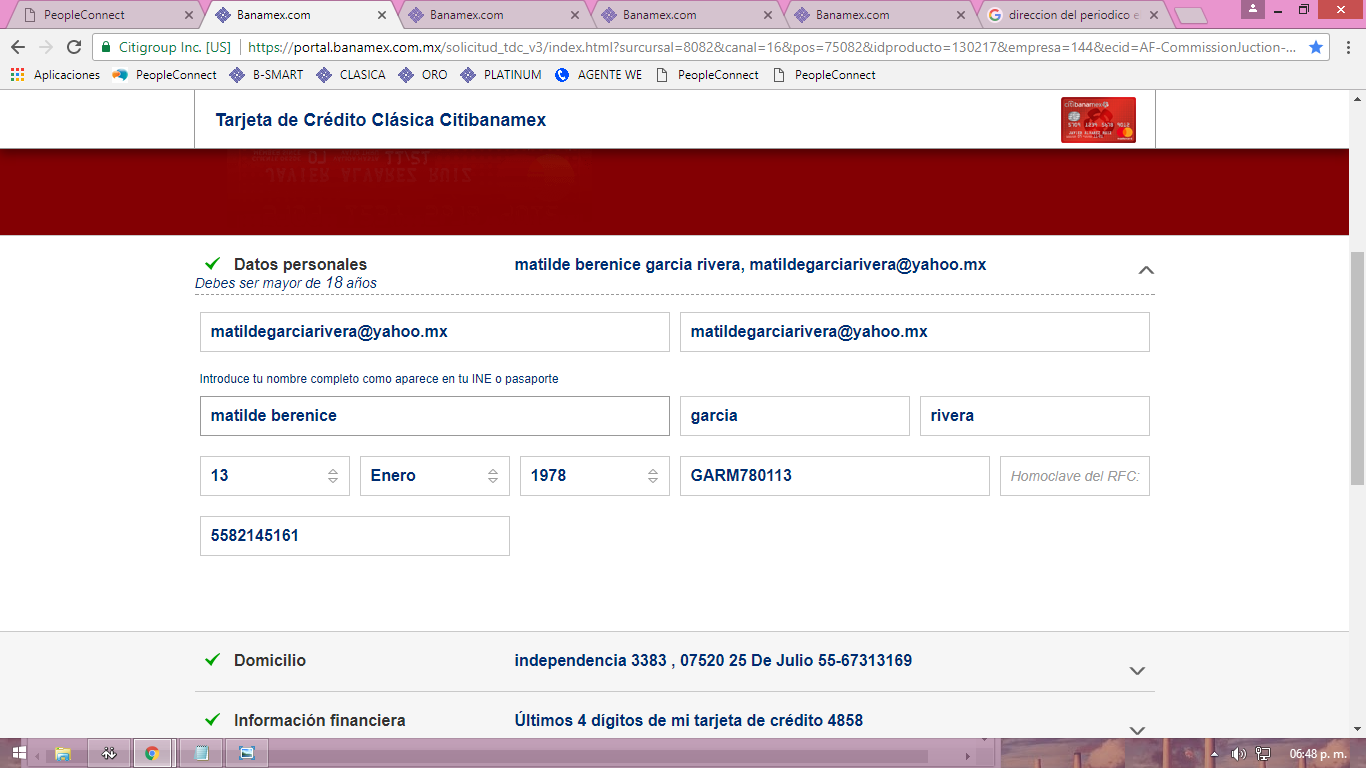 PeopleConnect
Banamex.com
Banamex.com
Banamex.com
Banamex.com
direccion del periodico e
Citigroup Inc. [US]
https://portal.banamex.com.mx/solicitud_tdc_v3/index.html?surcursal=8082&canal=16&pos=75082&idproducto=130217&empresa=144&ecid=AF-CommissionJuction-...
Aplicaciones
PeopleConnect
B-SMART
CLASICA
ORO
PLATINUM
AGENTE WE
PeopleConnect
PeopleConnect
Tarjeta de Crédito Clásica Citibanamex
citibanamex
JAVIER ALVAREZ RUIZ
Datos personales
matilde berenice garcia rivera, matildegarciarivera@yahoo.mx
Debes ser mayor de 18 años
matildegarciarivera@yahoo.mx
matildegarciarivera@yahoo.mx
Introduce tu nombre completo como aparece en tu INE o pasaporte
matilde berenice
garcia
rivera
13
Enero
1978
GARM780113
Homoclave del RFC:
5582145161
Domicilio
independencia 3383 , 07520 25 De Julio 55-67313169
Información financiera
Últimos 4 dígitos de mi tarjeta de crédito 4858
06:48 p. m.